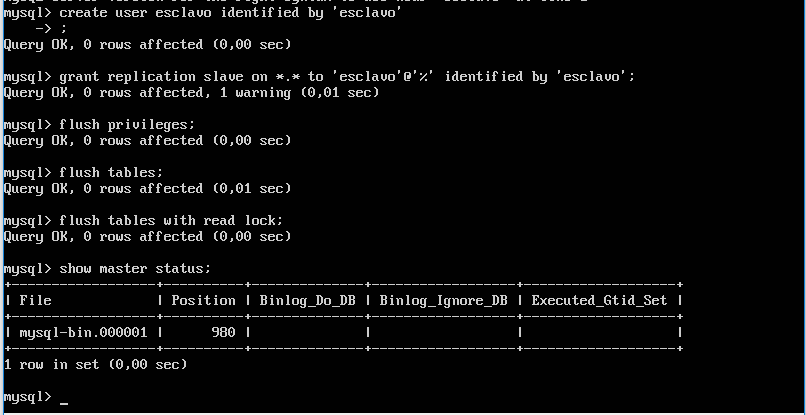 mysql> create user esclavo identified by 'esclavo'
-> ;
Query OK, 0 rows affected (0,00 sec)
mysql> grant replication slave on *.* to 'esclavo'@'%' identified by 'esclavo';
Query OK, 0 rows affected, 1 warning (0,01 sec)
mysql> flush privileges;
Query OK, 0 rows affected (0,00 sec)
mysql> flush tables;
Query OK, 0 rows affected (0,01 sec)
mysql> flush tables with read lock;
Query OK, 0 rows affected (0,00 sec)
mysql> show master status;
+------------------+----------+--------------+------------------+-------------------+
| File | Position | Binlog_Do_DB | Binlog_Ignore_DB | Executed_Gtid_Set |
+------------------+----------+--------------+------------------+-------------------+
| mysql-bin.000001 | 980 | | | |
+------------------+----------+--------------+------------------+-------------------+
1 row in set (0,00 sec)
mysql> _